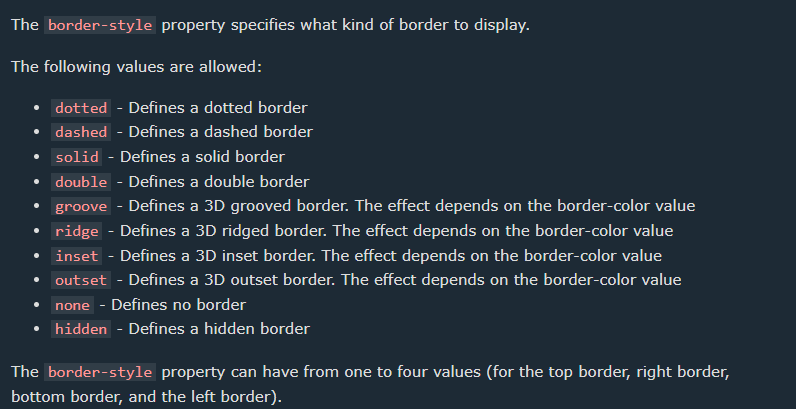 The border-style property specifies what kind of border to display.
The following values are allowed:
• dotted - Defines a dotted border
• dashed - Defines a dashed border
• solid - Defines a solid border
• double - Defines a double border
• groove - Defines a 3D grooved border. The effect depends on the border-color value
• ridge - Defines a 3D ridged border. The effect depends on the border-color value
• inset - Defines a 3D inset border. The effect depends on the border-color value
• outset - Defines a 3D outset border. The effect depends on the border-color value
• none - Defines no border
• hidden - Defines a hidden border
The border-style property can have from one to four values (for the top border, right border,
bottom border, and the left border).